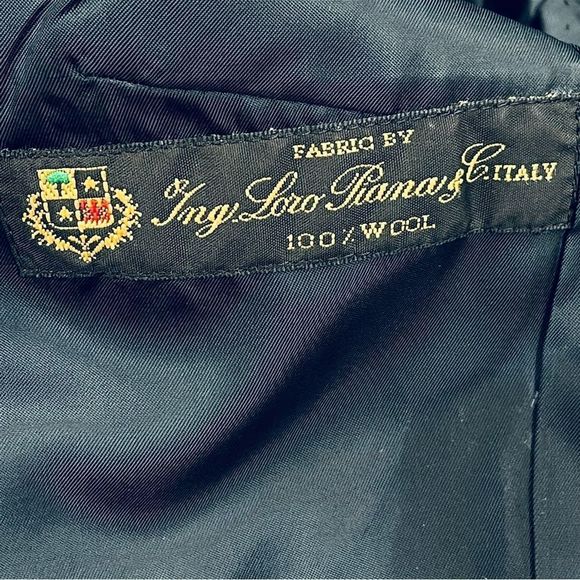 FABRIC BY
Ing. Loro Piana & C. ITALY
100% WOOL